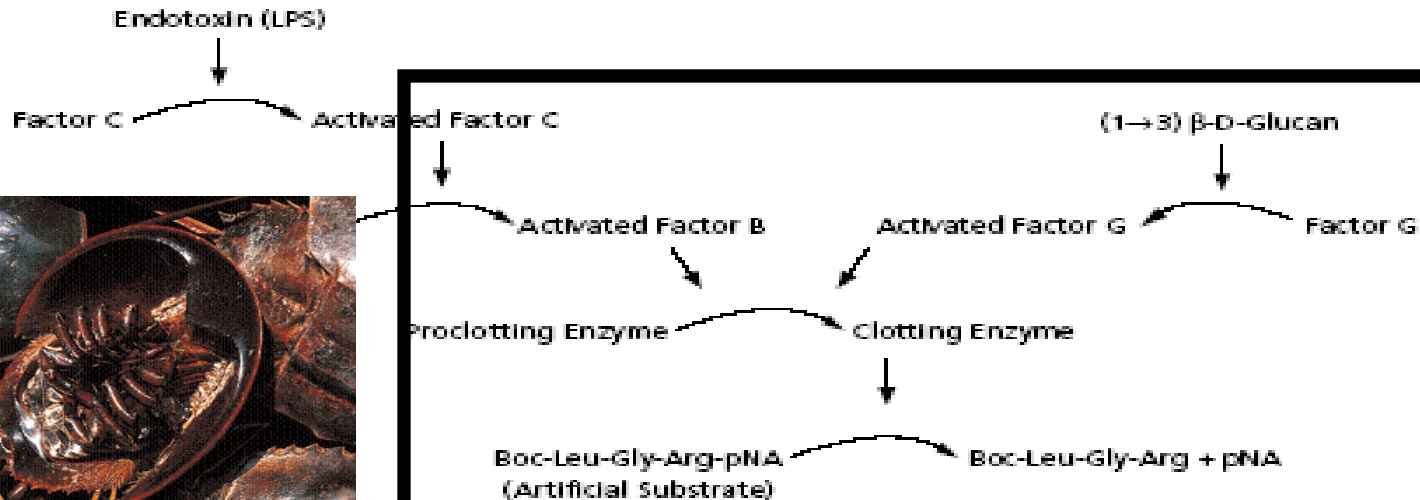 Endotoxin (LPS)
Factor C
Activated Factor C
(1→3) β-D-Glucan
Activated Factor B
Activated Factor G
Factor G
Proclotting Enzyme
Clotting Enzyme
Boc-Leu-Gly-Arg-pNA
Boc-Leu-Gly-Arg + pNA
(Artificial Substrate)